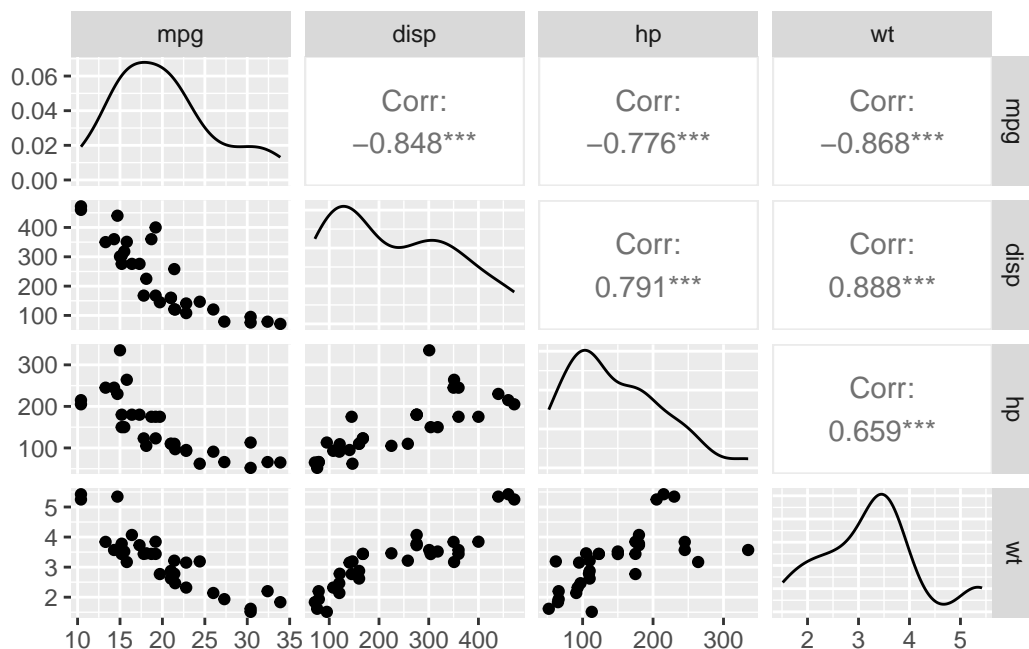 mpg disp hp wt
0.06
0.04
0.02
0.00
Corr:
−0.848***
Corr:
−0.776***
Corr:
−0.868***
mpg
400
300
200
100
Corr:
0.791***
Corr:
0.888***
disp
300
200
100
Corr:
0.659***
hp
5
4
3
2
wt
10 15 20 25 30 35 100 200 300 400 100 200 300 2 3 4 5